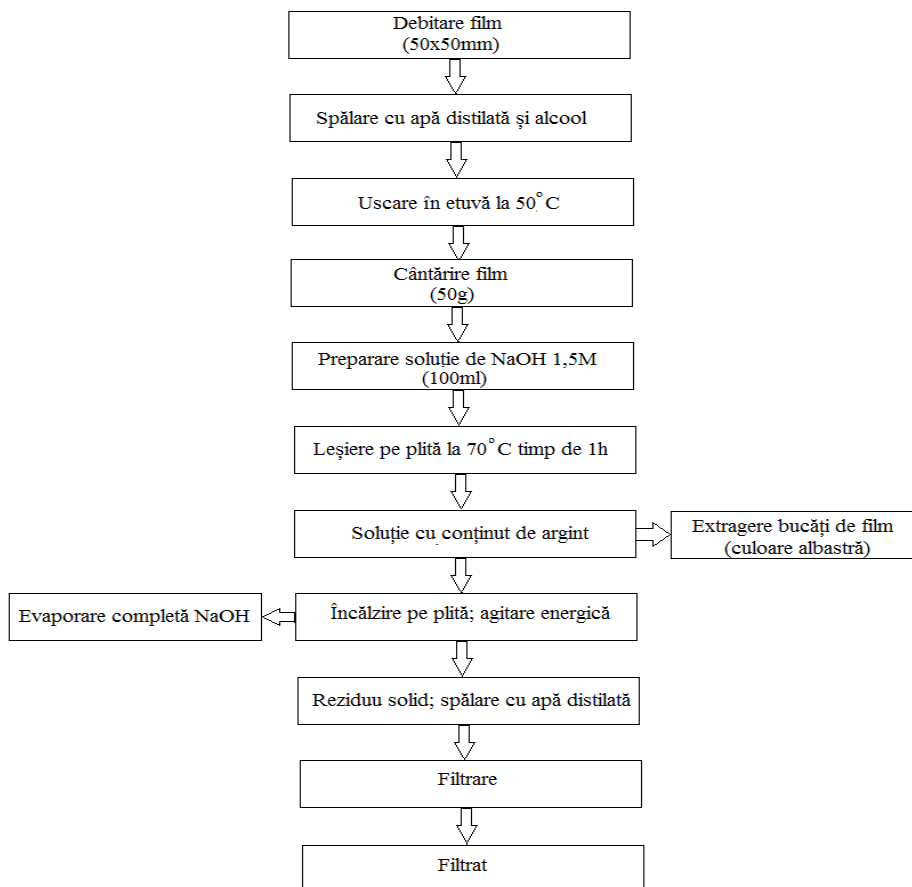 Debitare film
(50x50mm)
Spălare cu apă distilată și alcool
Uscare în etuvă la 50°C
Cântărire film
(50g)
Preparare soluție de NaOH 1,5M
(100ml)
Leșiere pe plită la 70°C timp de 1h
Soluție cu conținut de argint
Extragere bucăți de film
(culoare albastră)
Evaporare completă NaOH
Încălzire pe plită; agitare energică
Reziduu solid; spălare cu apă distilată
Filtrare
Filtrat